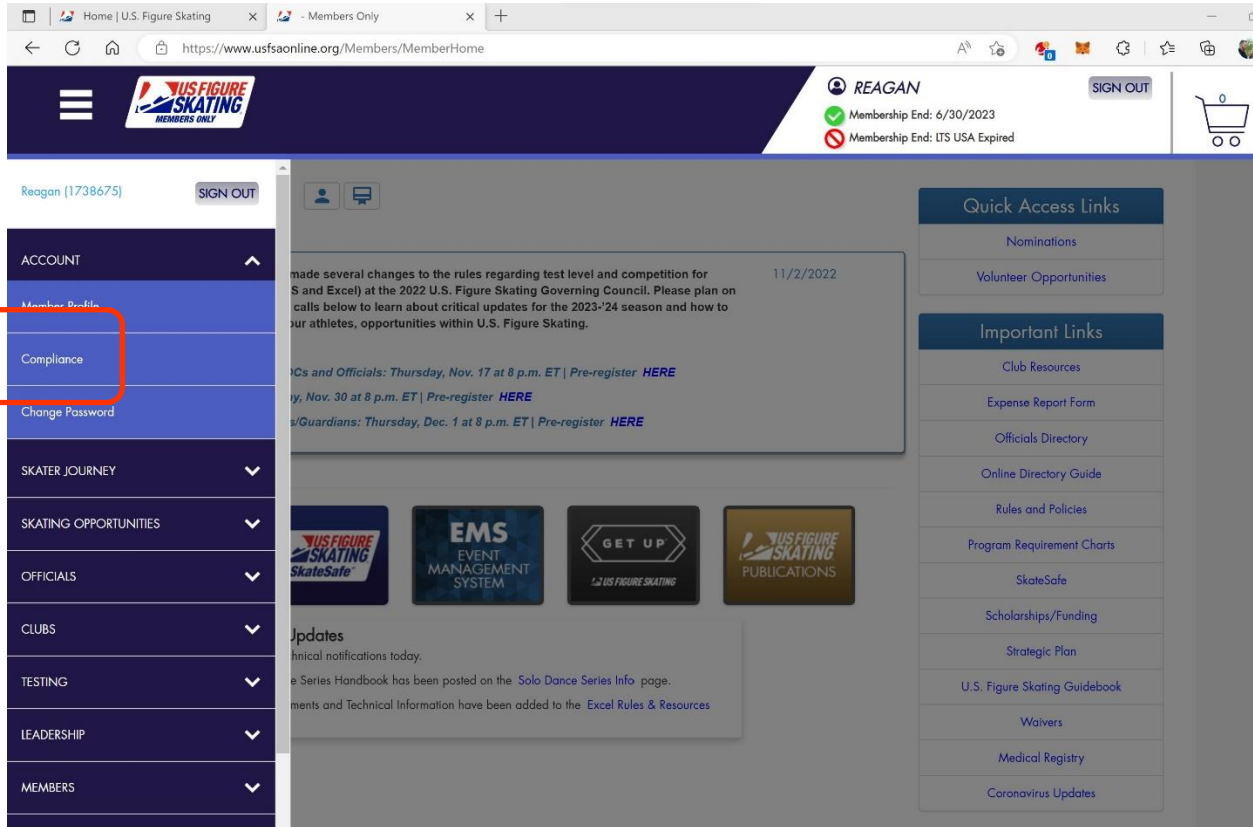 Home | U.S. Figure Skating
- Members Only
https://www.usfsaonline.org/Members/MemberHome
US FIGURE
SKATING
MEMBERS ONLY
REAGAN
SIGN OUT
Membership End: 6/30/2023
Membership End: LTS USA Expired
0
Reagan (1738675)
SIGN OUT
ACCOUNT
Member Profile
Compliance
Change Password
SKATER JOURNEY
SKATING OPPORTUNITIES
OFFICIALS
CLUBS
TESTING
LEADERSHIP
MEMBERS
made several changes to the rules regarding test level and competition for
S and Excel) at the 2022 U.S. Figure Skating Governing Council. Please plan on
calls below to learn about critical updates for the 2023-'24 season and how to
our athletes, opportunities within U.S. Figure Skating.
11/2/2022
OCs and Officials: Thursday, Nov. 17 at 8 p.m. ET | Pre-register HERE
y, Nov. 30 at 8 p.m. ET | Pre-register HERE
s/Guardians: Thursday, Dec. 1 at 8 p.m. ET | Pre-register HERE
US FIGURE
SKATING
SkateSafe
EMS
EVENT
MANAGEMENT
SYSTEM
GET UP
US FIGURE SKATING
US FIGURE
SKATING
PUBLICATIONS
Updates
hnical notifications today.
e Series Handbook has been posted on the Solo Dance Series Info page.
ments and Technical Information have been added to the Excel Rules & Resources
Quick Access Links
Nominations
Volunteer Opportunities
Important Links
Club Resources
Expense Report Form
Officials Directory
Online Directory Guide
Rules and Policies
Program Requirement Charts
SkateSafe
Scholarships/Funding
Strategic Plan
U.S. Figure Skating Guidebook
Waivers
Medical Registry
Coronavirus Updates